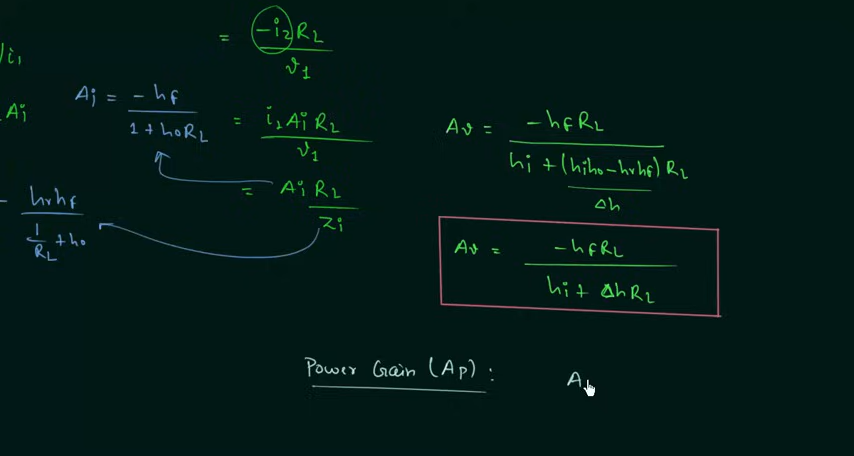 /i₁
Aᵢ
Aᵢ = -hf / (1 + hoRL)
- hrhf / (1/RL + ho)
= -i₂RL / v₁
= i₁AᵢRL / v₁
= AᵢRL / Zi
Av = -hfRL / (hi + (hiho - hrhf)RL)
Δh
Av = -hfRL / (hi + ΔhRL)
Power Gain (Ap) : A